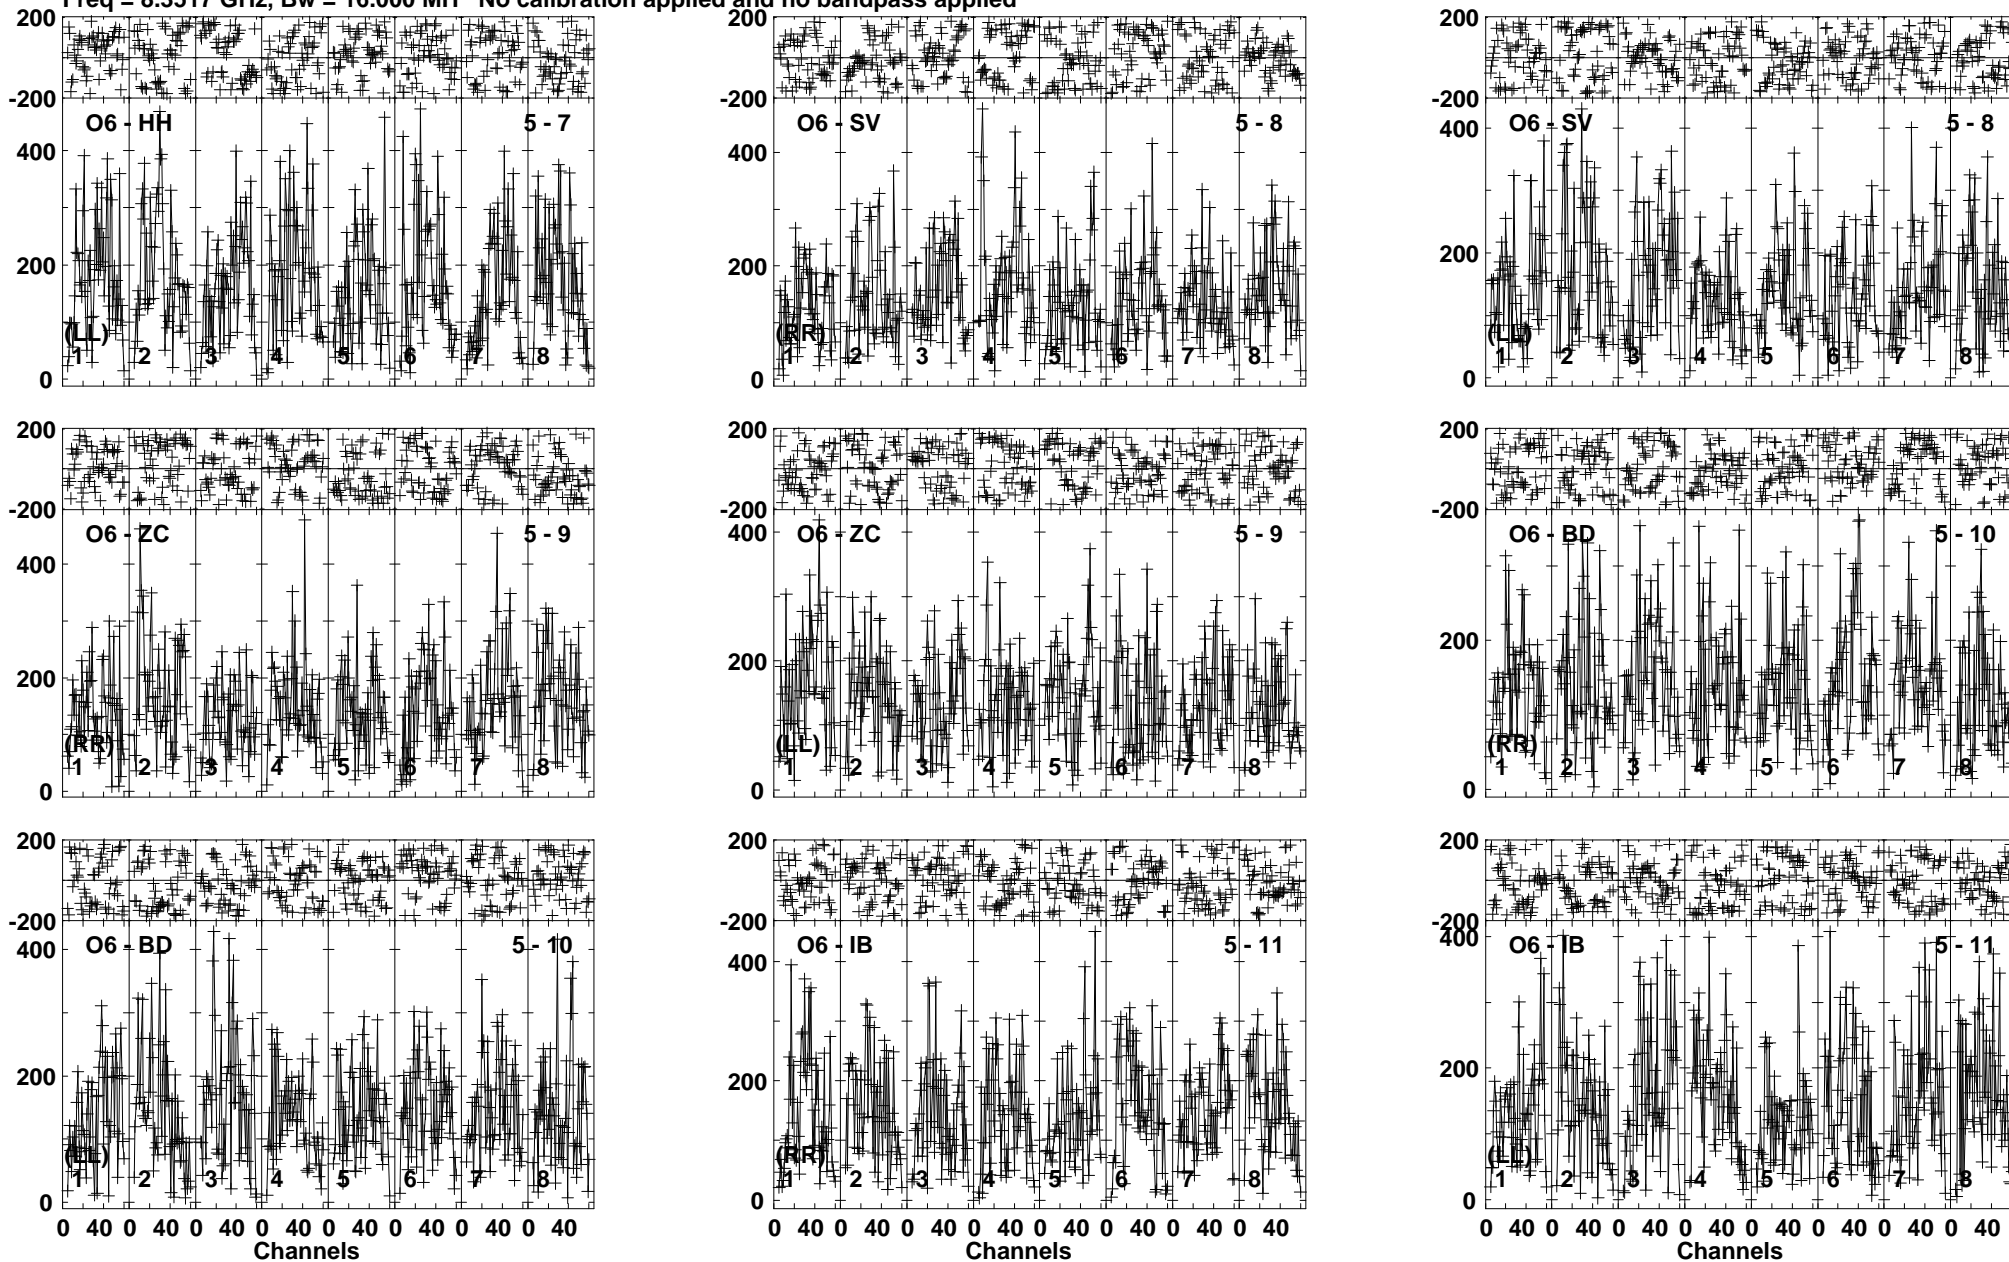 Freq = 8.3517 GHz, Bw = 16.000 MH No calibration applied and no bandpass applied
200 200 200
-200 -200 -200
O6 - HH 5 - 7 O6 - SV 5 - 8 O6 - SV 5 - 8
400 400 400
200 200 200
(LL) (RR) (LL)
1 2 3 4 5 6 7 8 1 2 3 4 5 6 7 8 1 2 3 4 5 6 7 8
0 0 0
200 200 200
-200 -200 -200
O6 - ZC 5 - 9 O6 - ZC 5 - 9 O6 - BD 5 - 10
400 400
200 200 200
(RR) (LL) (RR)
1 2 3 4 5 6 7 8 1 2 3 4 5 6 7 8 1 2 3 4 5 6 7 8
0 0 0
200 200 200
-200 -200 -200
O6 - BD 5 - 10 O6 - IB 5 - 11 O6 - IB 5 - 11
400 400 400
200 200 200
(LL) (RR) (LL)
1 2 3 4 5 6 7 8 1 2 3 4 5 6 7 8 1 2 3 4 5 6 7 8
0 0 0
0 40 0 40 0 40 0 40 0 40 0 40 0 40 0 40 0 40 0 40 0 40 0 40 0 40 0 40 0 40 0 40 0 40 0 40 0 40 0 40 0 40 0 40 0 40 0 40
Channels Channels Channels